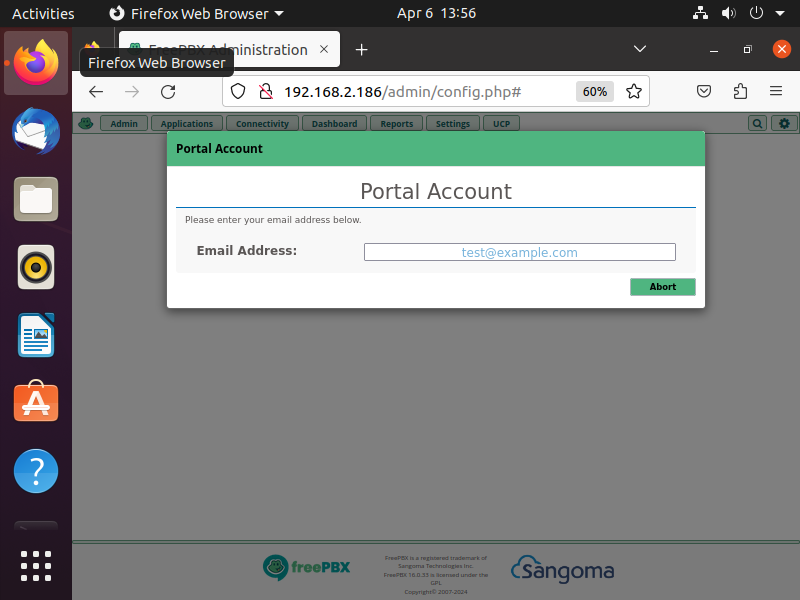 Activities
Firefox Web Browser
Apr 6 13:56
FreePBX Administration
Firefox Web Browser
192.168.2.186/admin/config.php#
60%
Admin
Applications
Connectivity
Dashboard
Reports
Settings
UCP
Portal Account
Portal Account
Please enter your email address below.
Email Address:
test@example.com
Abort
freePBX
FreePBX is a registered trademark of
Sangoma Technologies Inc.
FreePBX 16.0.33 is licensed under the
GPL
Copyright© 2007-2024
Sangoma